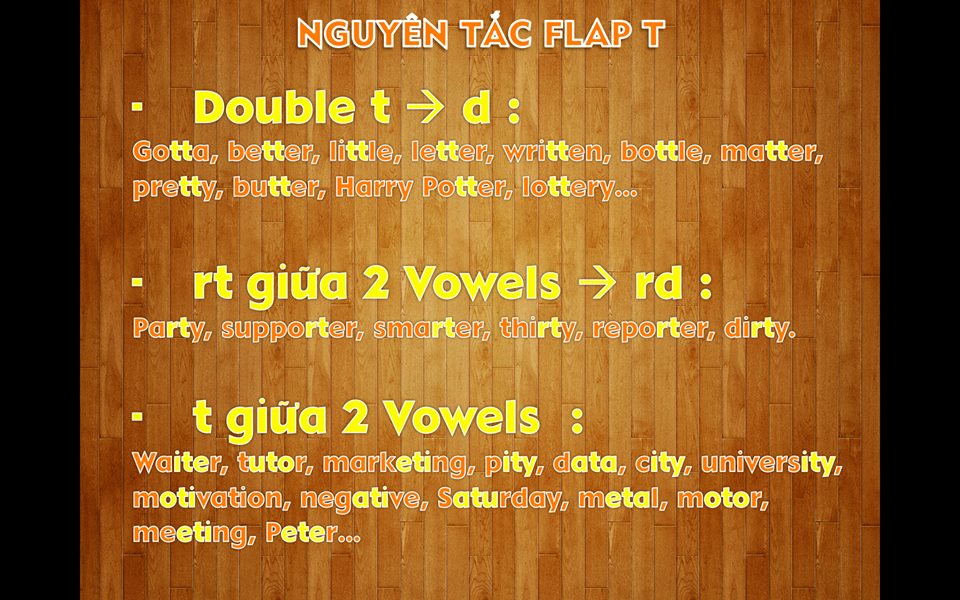 NGUYÊN TẮC FLAP T
▪ Double t → d :
Gotta, better, little, letter, written, bottle, matter,
pretty, butter, Harry Potter, lottery...
▪ rt giữa 2 Vowels → rd :
Party, supporter, smarter, thirty, reporter, dirty.
▪ t giữa 2 Vowels :
Waiter, tutor, marketing, pity, data, city, university,
motivation, negative, Saturday, metal, motor,
meeting, Peter...